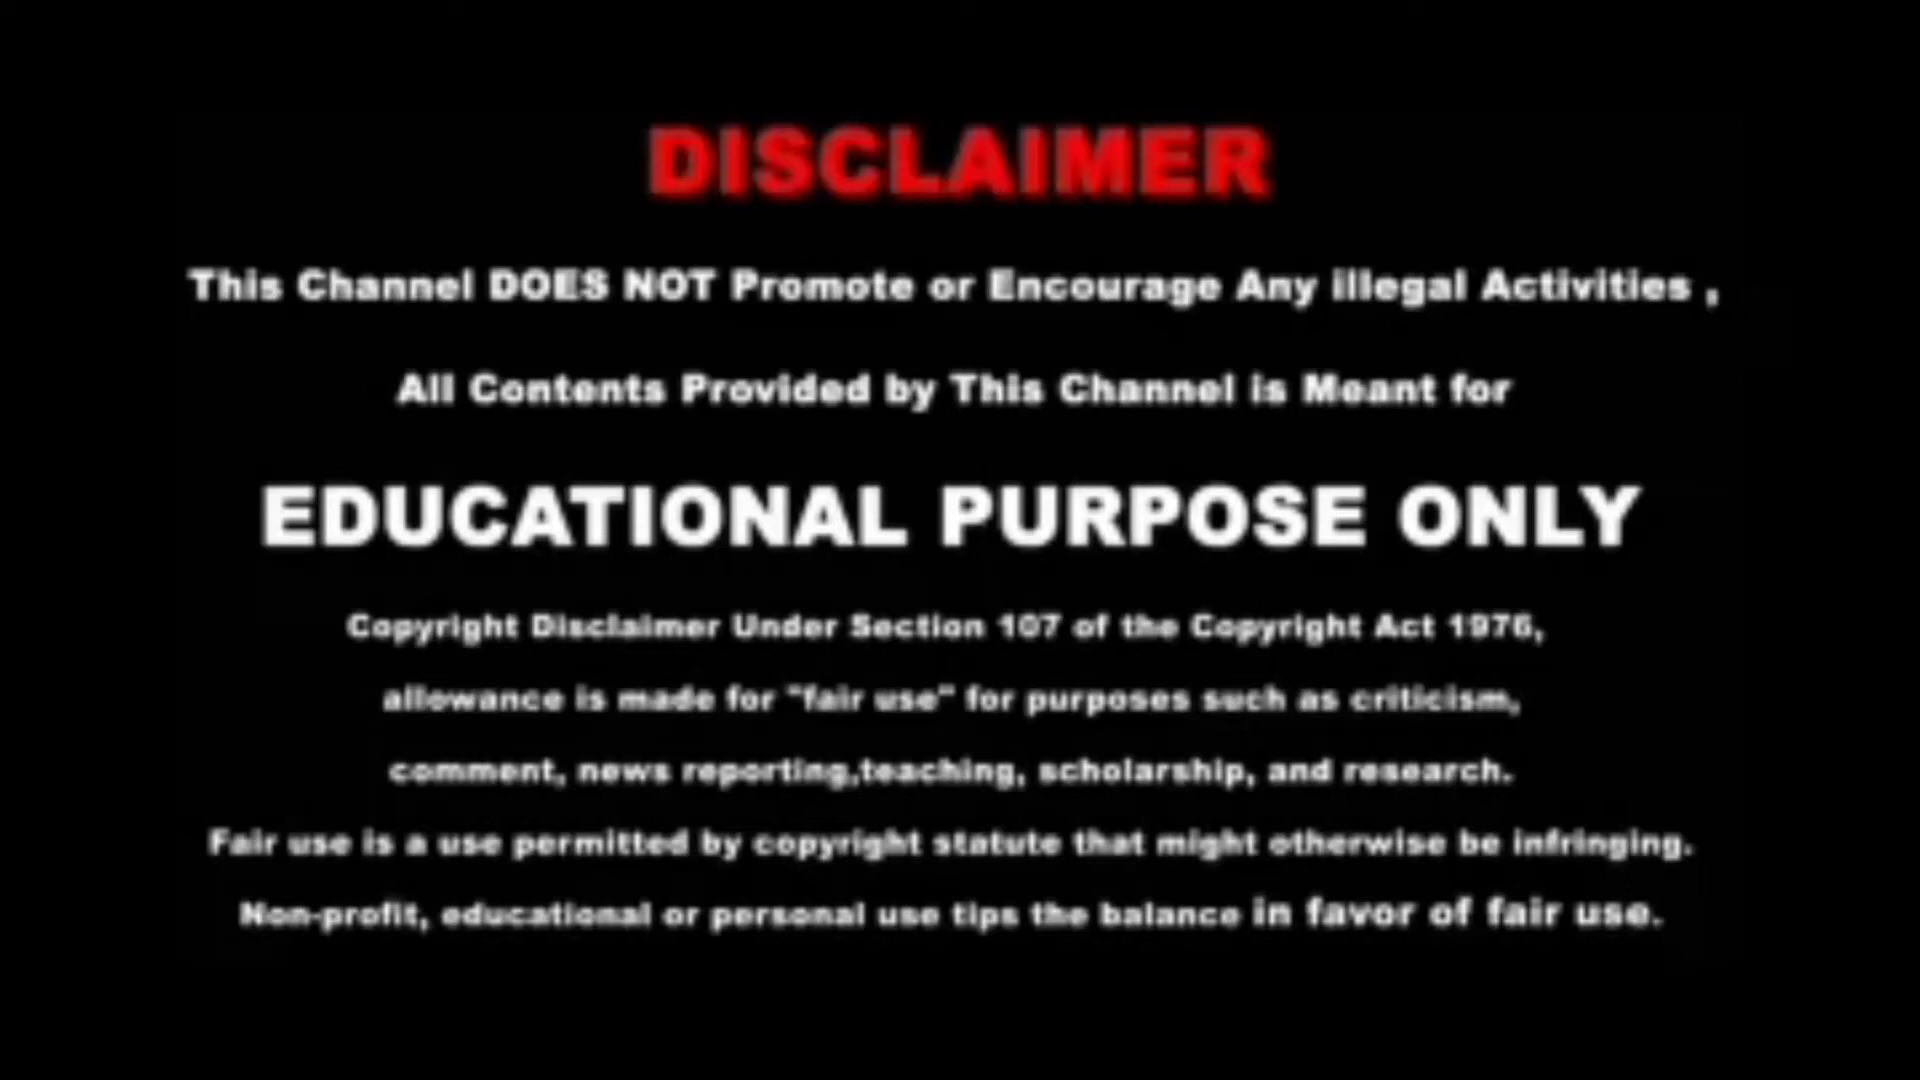 DISCLAIMER
This Channel DOES NOT Promote or Encourage Any illegal Activities ,
All Contents Provided by This Channel is Meant for
EDUCATIONAL PURPOSE ONLY
Copyright Disclaimer Under Section 107 of the Copyright Act 1976,
allowance is made for "fair use" for purposes such as criticism,
comment, news reporting,teaching, scholarship, and research.
Fair use is a use permitted by copyright statute that might otherwise be infringing.
Non-profit, educational or personal use tips the balance in favor of fair use.